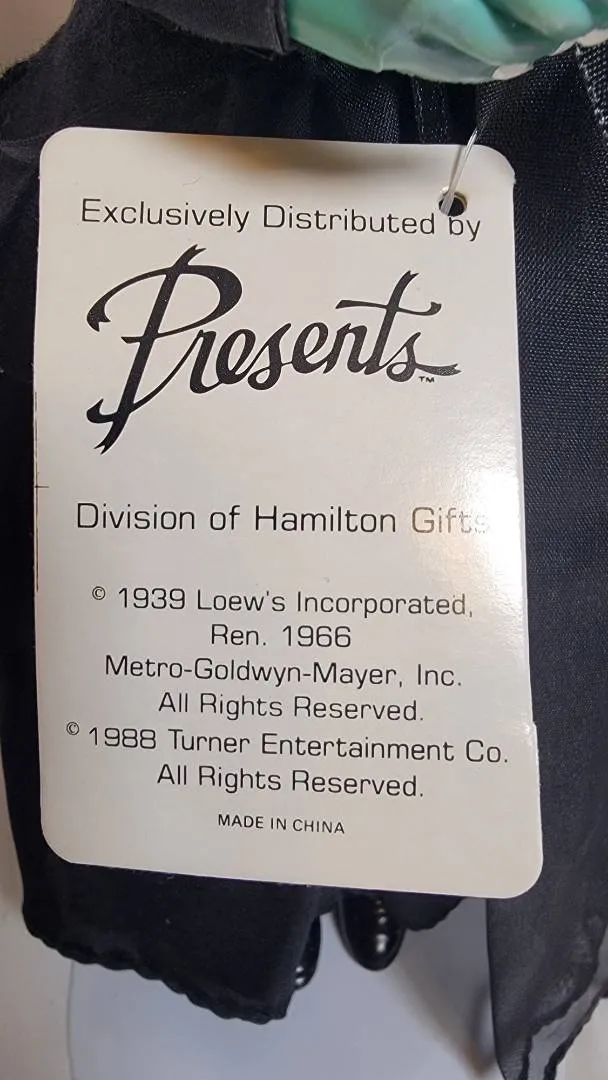 Exclusively Distributed by
Presents™
Division of Hamilton Gifts
© 1939 Loew's Incorporated,
Ren. 1966
Metro-Goldwyn-Mayer, Inc.
All Rights Reserved.
© 1988 Turner Entertainment Co.
All Rights Reserved.
MADE IN CHINA